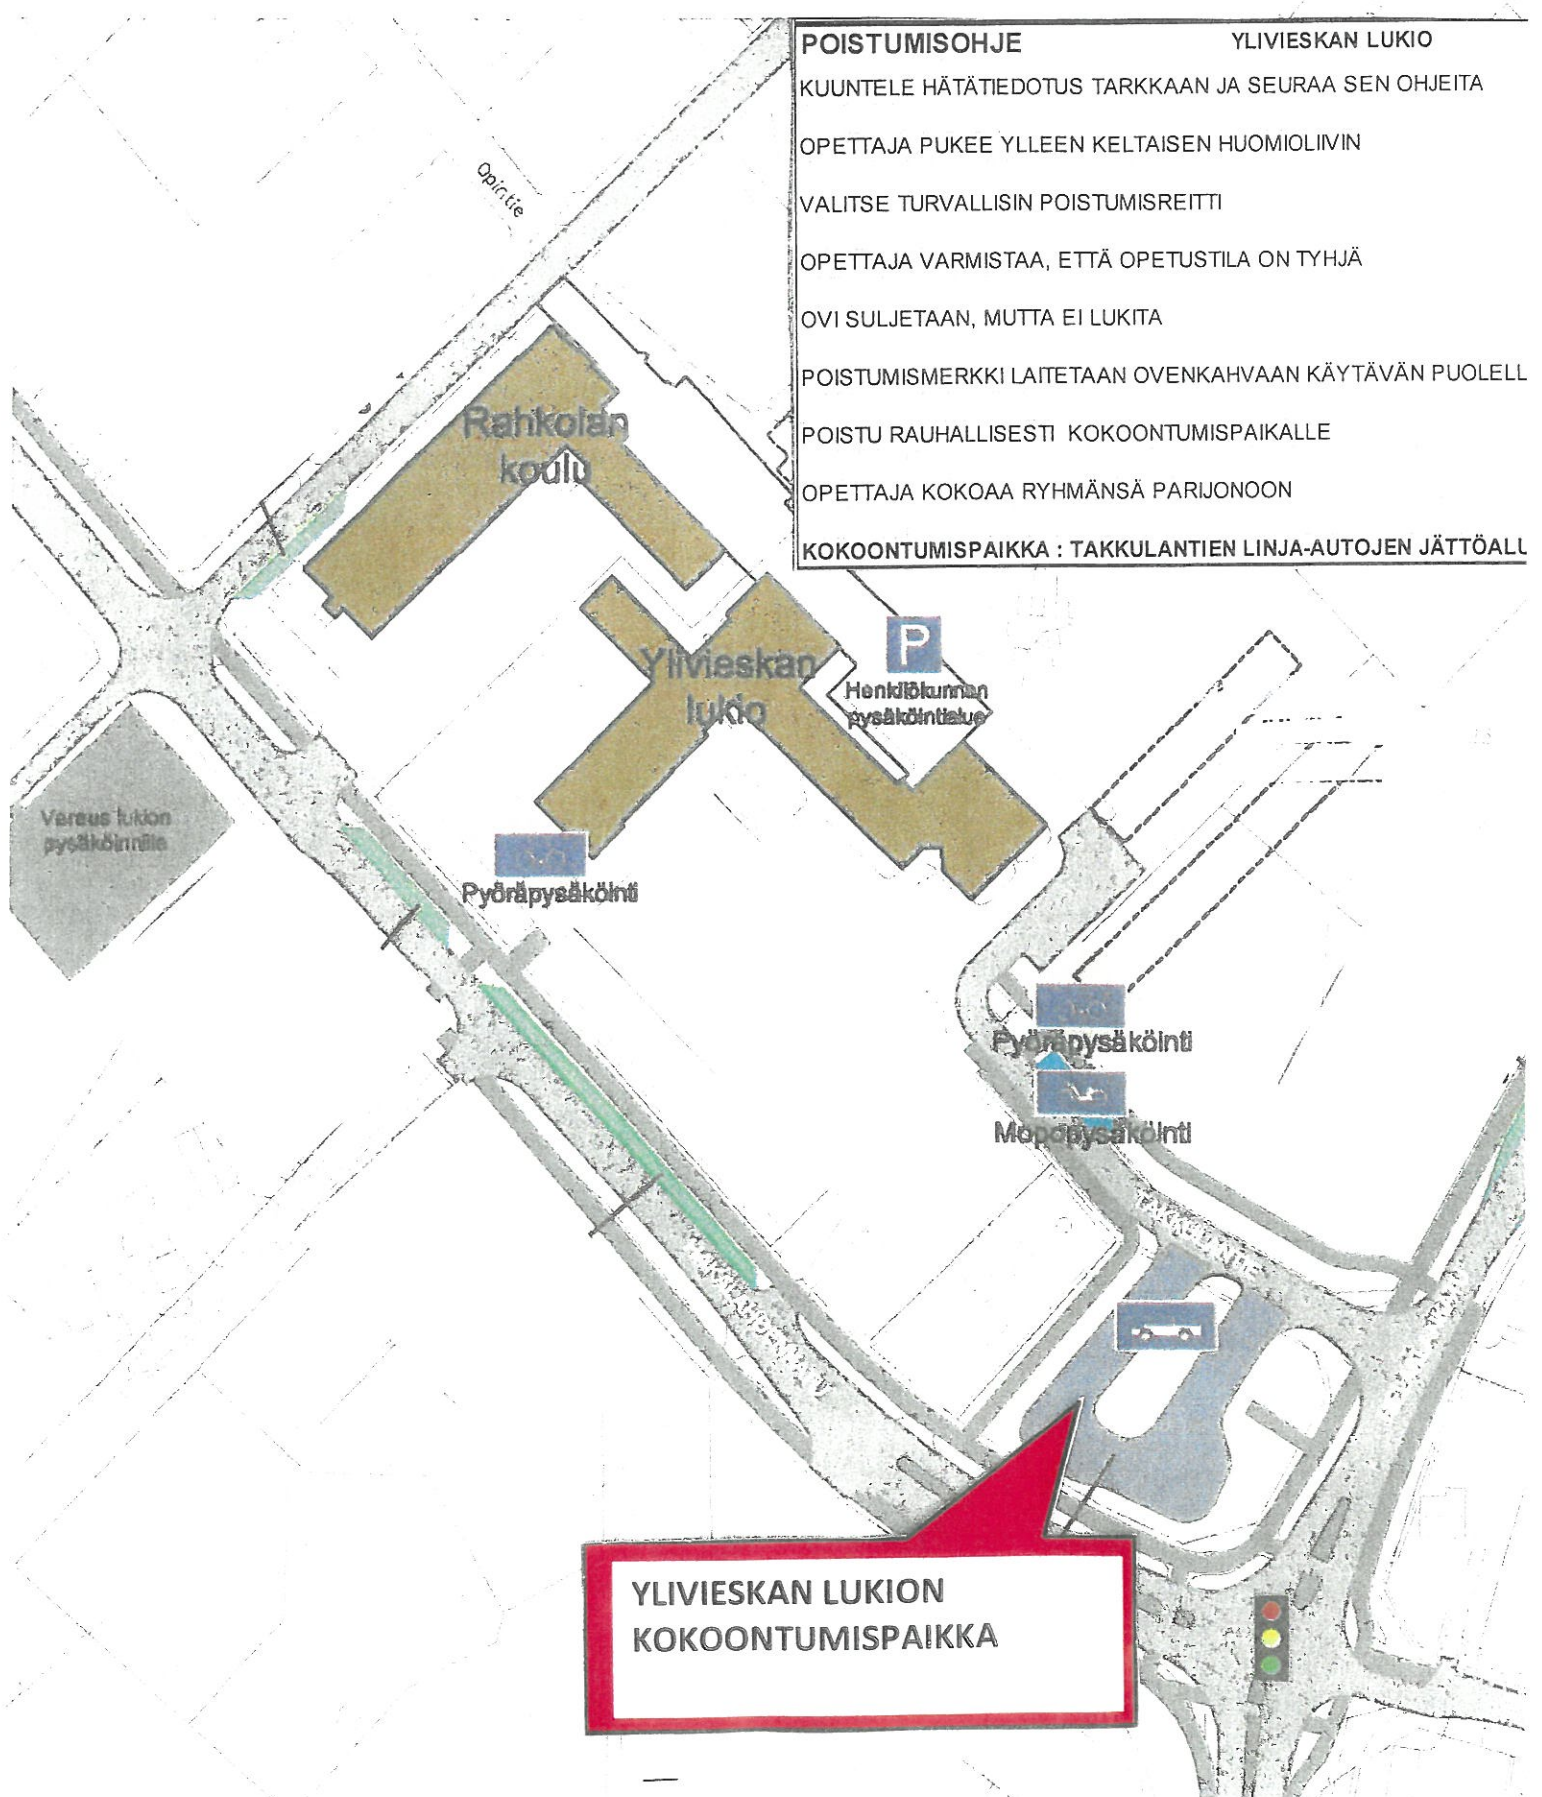 POISTUMISOHJE YLIVIESKAN LUKIO
KUUNTELE HÄTÄTIEDOTUS TARKKAAN JA SEURAA SEN OHJEITA
OPETTAJA PUKEE YLLEEN KELTAISEN HUOMIOLIIVIN
VALITSE TURVALLISIN POISTUMISREITTI
OPETTAJA VARMISTAA, ETTÄ OPETUSTILA ON TYHJÄ
OVI SULJETAAN, MUTTA EI LUKITA
POISTUMISMERKKI LAITETAAN OVENKAHVAAN KÄYTÄVÄN PUOLELL
POISTU RAUHALLISESTI KOKOONTUMISPAIKALLE
OPETTAJA KOKOAA RYHMÄNSÄ PARIJONOON
KOKOONTUMISPAIKKA : TAKKULANTIEN LINJA-AUTOJEN JÄTTÖALU
Opintie
Rahkolan
koulu
Ylivieskan
lukio
P
Henkilökunnan
pysäköintialue
Varaus lukion
pysäköinnille
Pyöräpysäköinti
Pyöräpysäköinti
Mopopysäköinti
TAKKULANTIE
YLIVIESKAN LUKION
KOKOONTUMISPAIKKA